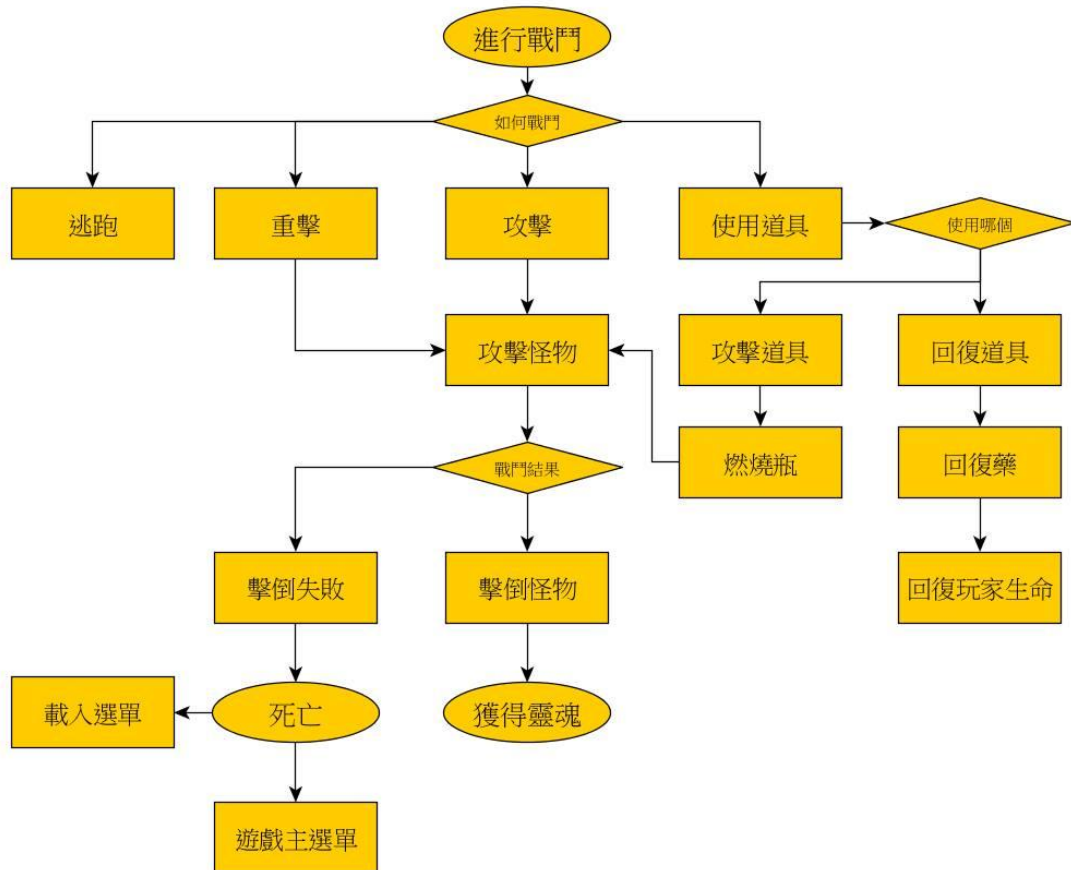 進行戰鬥
如何戰鬥
逃跑
重擊
攻擊
使用道具
使用哪個
攻擊怪物
攻擊道具
回復道具
戰鬥結果
燃燒瓶
回復藥
擊倒失敗
擊倒怪物
回復玩家生命
載入選單
死亡
獲得靈魂
遊戲主選單